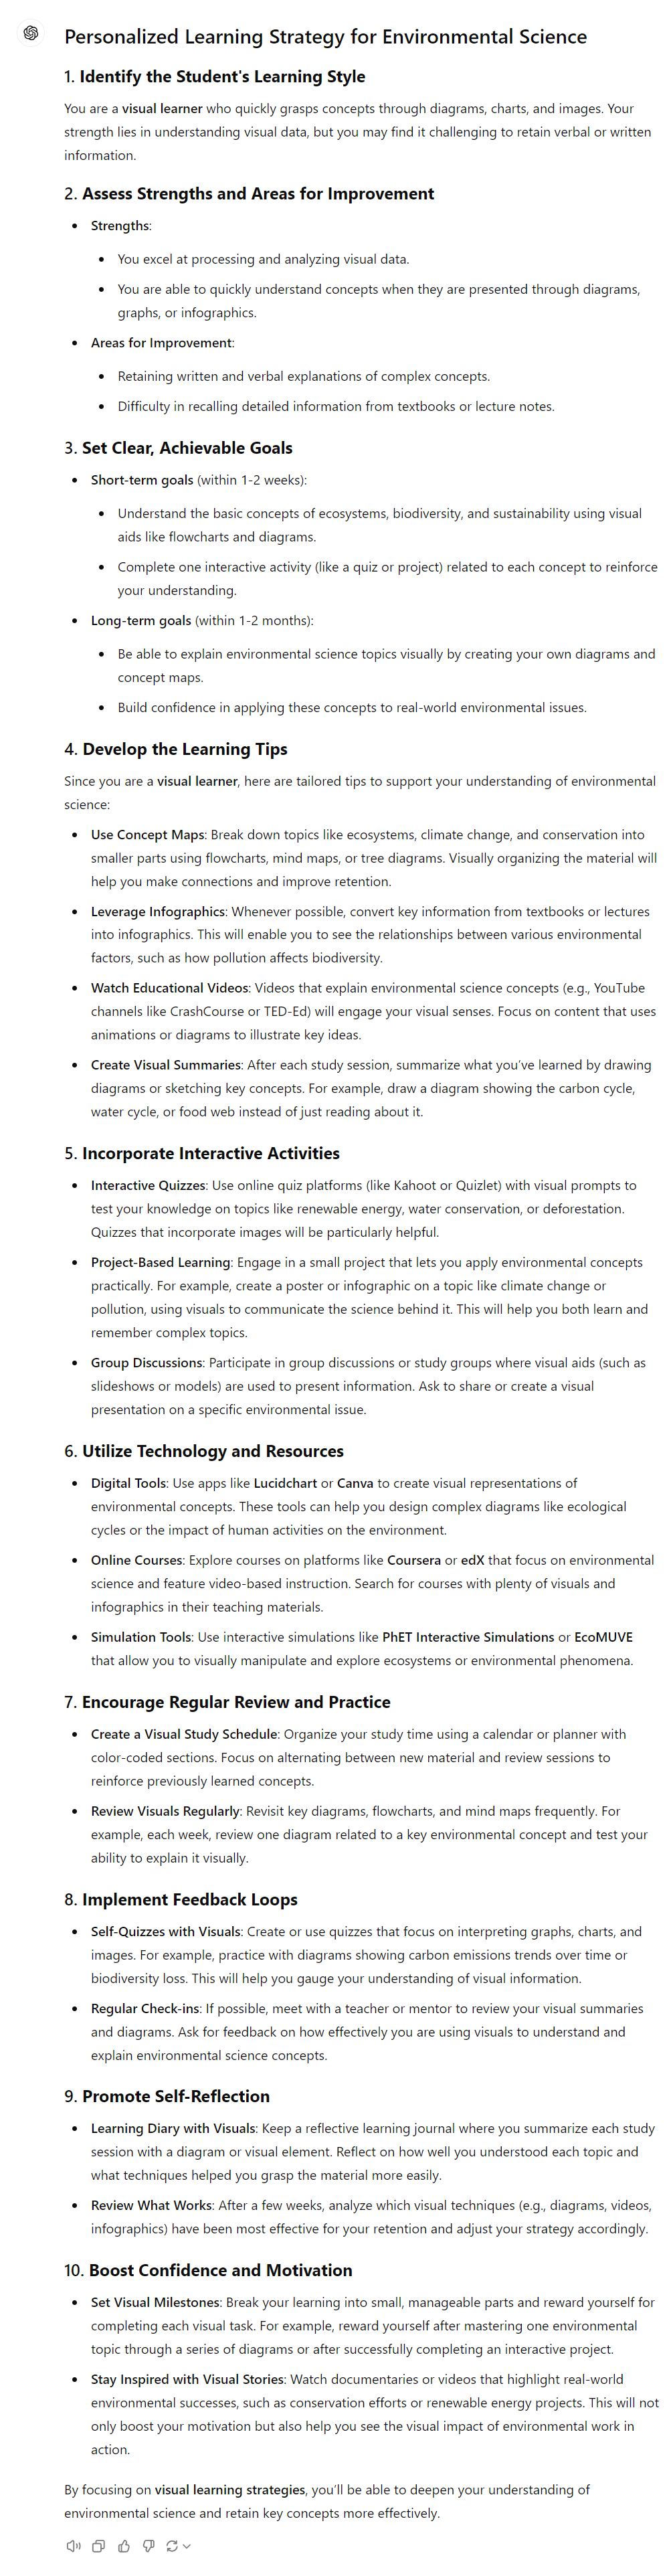 Personalized Learning Strategy for Environmental Science
1. Identify the Student's Learning Style
You are a visual learner who quickly grasps concepts through diagrams, charts, and images. Your
strength lies in understanding visual data, but you may find it challenging to retain verbal or written
information.
2. Assess Strengths and Areas for Improvement
• Strengths:
• You excel at processing and analyzing visual data.
• You are able to quickly understand concepts when they are presented through diagrams,
graphs, or infographics.
• Areas for Improvement:
• Retaining written and verbal explanations of complex concepts.
• Difficulty in recalling detailed information from textbooks or lecture notes.
3. Set Clear, Achievable Goals
• Short-term goals (within 1-2 weeks):
• Understand the basic concepts of ecosystems, biodiversity, and sustainability using visual
aids like flowcharts and diagrams.
• Complete one interactive activity (like a quiz or project) related to each concept to reinforce
your understanding.
• Long-term goals (within 1-2 months):
• Be able to explain environmental science topics visually by creating your own diagrams and
concept maps.
• Build confidence in applying these concepts to real-world environmental issues.
4. Develop the Learning Tips
Since you are a visual learner, here are tailored tips to support your understanding of environmental
science:
• Use Concept Maps: Break down topics like ecosystems, climate change, and conservation into
smaller parts using flowcharts, mind maps, or tree diagrams. Visually organizing the material will
help you make connections and improve retention.
• Leverage Infographics: Whenever possible, convert key information from textbooks or lectures
into infographics. This will enable you to see the relationships between various environmental
factors, such as how pollution affects biodiversity.
• Watch Educational Videos: Videos that explain environmental science concepts (e.g., YouTube
channels like CrashCourse or TED-Ed) will engage your visual senses. Focus on content that uses
animations or diagrams to illustrate key ideas.
• Create Visual Summaries: After each study session, summarize what you've learned by drawing
diagrams or sketching key concepts. For example, draw a diagram showing the carbon cycle,
water cycle, or food web instead of just reading about it.
5. Incorporate Interactive Activities
• Interactive Quizzes: Use online quiz platforms (like Kahoot or Quizlet) with visual prompts to
test your knowledge on topics like renewable energy, water conservation, or deforestation.
Quizzes that incorporate images will be particularly helpful.
• Project-Based Learning: Engage in a small project that lets you apply environmental concepts
practically. For example, create a poster or infographic on a topic like climate change or
pollution, using visuals to communicate the science behind it. This will help you both learn and
remember complex topics.
• Group Discussions: Participate in group discussions or study groups where visual aids (such as
slideshows or models) are used to present information. Ask to share or create a visual
presentation on a specific environmental issue.
6. Utilize Technology and Resources
• Digital Tools: Use apps like Lucidchart or Canva to create visual representations of
environmental concepts. These tools can help you design complex diagrams like ecological
cycles or the impact of human activities on the environment.
• Online Courses: Explore courses on platforms like Coursera or edX that focus on environmental
science and feature video-based instruction. Search for courses with plenty of visuals and
infographics in their teaching materials.
• Simulation Tools: Use interactive simulations like PhET Interactive Simulations or EcoMUVE
that allow you to visually manipulate and explore ecosystems or environmental phenomena.
7. Encourage Regular Review and Practice
• Create a Visual Study Schedule: Organize your study time using a calendar or planner with
color-coded sections. Focus on alternating between new material and review sessions to
reinforce previously learned concepts.
• Review Visuals Regularly: Revisit key diagrams, flowcharts, and mind maps frequently. For
example, each week, review one diagram related to a key environmental concept and test your
ability to explain it visually.
8. Implement Feedback Loops
• Self-Quizzes with Visuals: Create or use quizzes that focus on interpreting graphs, charts, and
images. For example, practice with diagrams showing carbon emissions trends over time or
biodiversity loss. This will help you gauge your understanding of visual information.
• Regular Check-ins: If possible, meet with a teacher or mentor to review your visual summaries
and diagrams. Ask for feedback on how effectively you are using visuals to understand and
explain environmental science concepts.
9. Promote Self-Reflection
• Learning Diary with Visuals: Keep a reflective learning journal where you summarize each study
session with a diagram or visual element. Reflect on how well you understood each topic and
what techniques helped you grasp the material more easily.
• Review What Works: After a few weeks, analyze which visual techniques (e.g., diagrams, videos,
infographics) have been most effective for your retention and adjust your strategy accordingly.
10. Boost Confidence and Motivation
• Set Visual Milestones: Break your learning into small, manageable parts and reward yourself for
completing each visual task. For example, reward yourself after mastering one environmental
topic through a series of diagrams or after successfully completing an interactive project.
• Stay Inspired with Visual Stories: Watch documentaries or videos that highlight real-world
environmental successes, such as conservation efforts or renewable energy projects. This will not
only boost your motivation but also help you see the visual impact of environmental work in
action.
By focusing on visual learning strategies, you'll be able to deepen your understanding of
environmental science and retain key concepts more effectively.